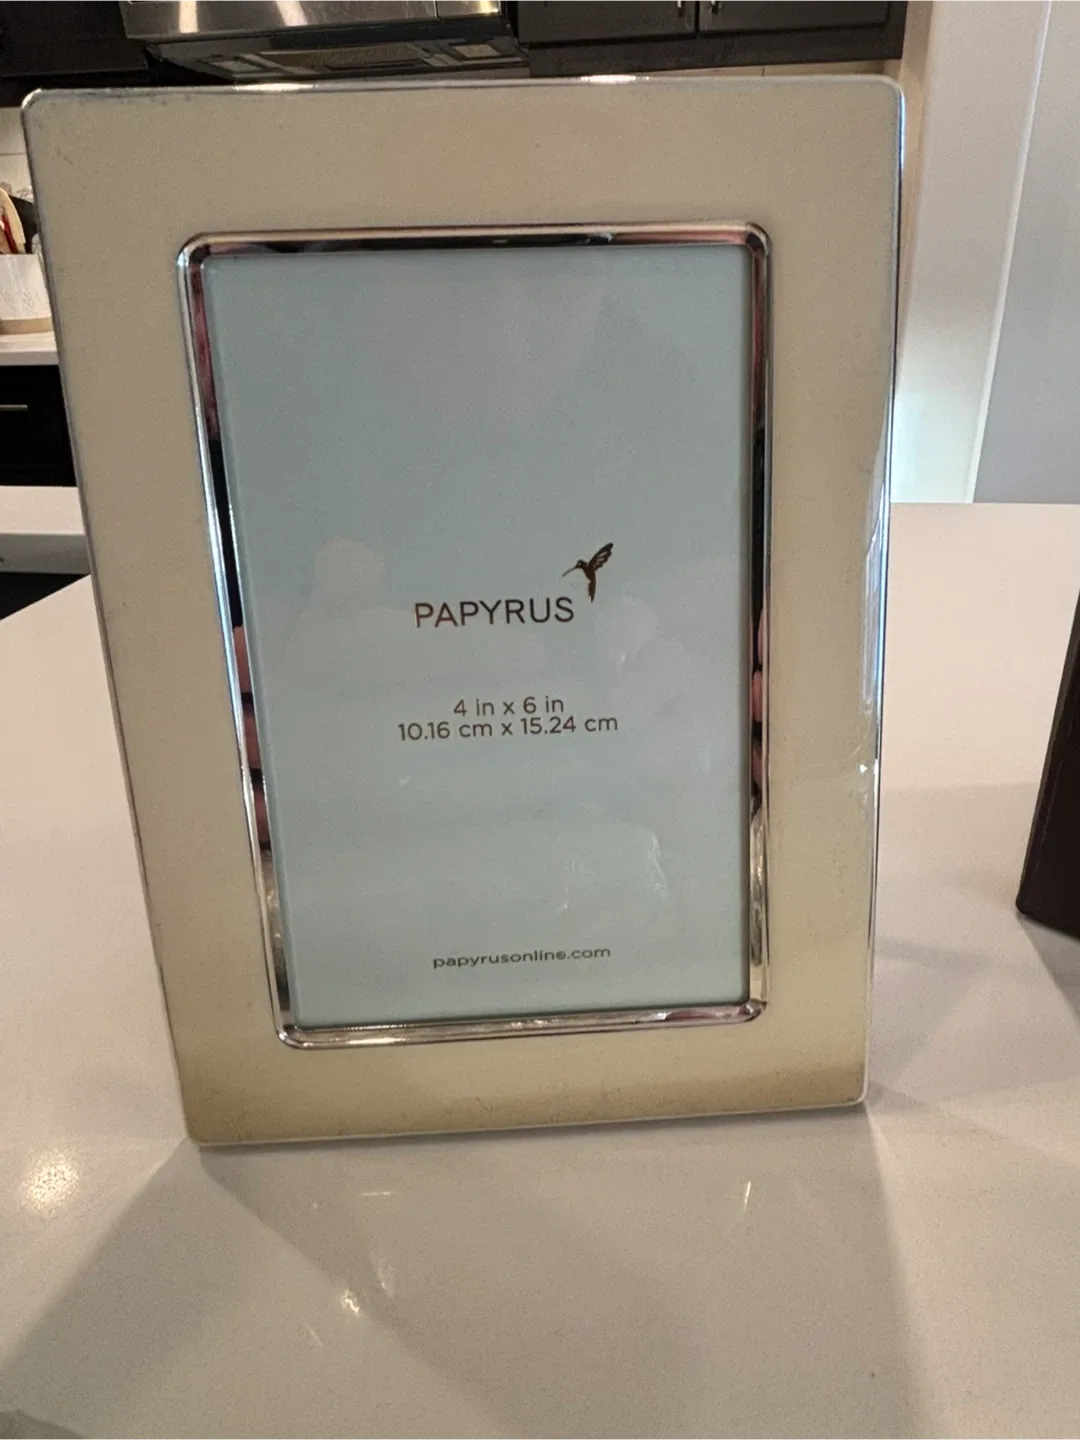 PAPYRUS
4 in x 6 in
10.16 cm x 15.24 cm
papyrusonline.com